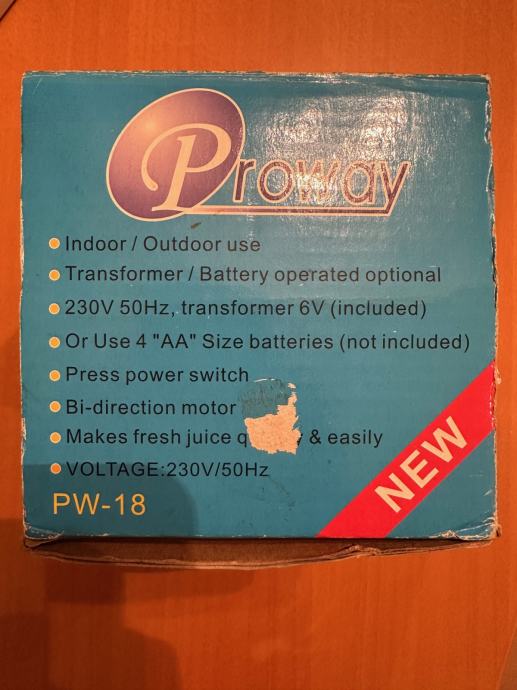 Proway
Indoor / Outdoor use
Transformer / Battery operated optional
230V 50Hz, transformer 6V (included)
Or Use 4 "AA" Size batteries (not included)
Press power switch
Bi-direction motor
Makes fresh juice & easily
VOLTAGE:230V/50Hz
PW-18
NEW